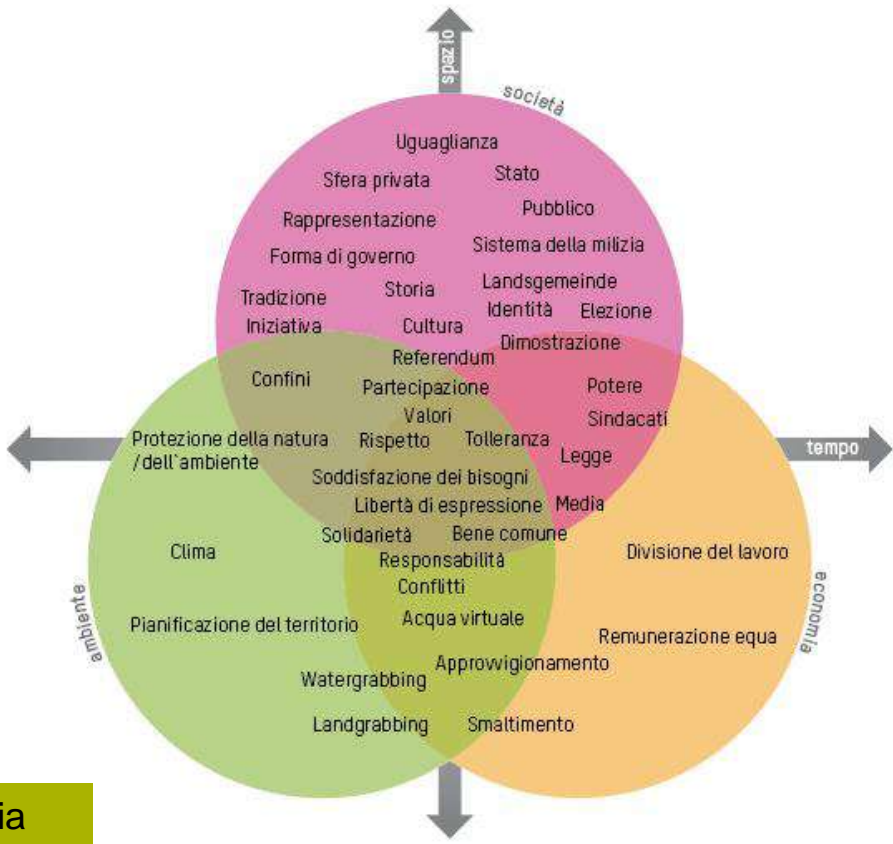 spazio
società
Uguaglianza
Sfera privata
Stato
Pubblico
Rappresentazione
Sistema della milizia
Forma di governo
Landsgemeinde
Storia
Tradizione
Identità
Elezione
Iniziativa
Cultura
Dimostrazione
Referendum
Confini
Partecipazione
Potere
Valori
Sindacati
Protezione della natura
/dell`ambiente
Rispetto
Tolleranza
tempo
Legge
Soddisfazione dei bisogni
Libertà di espressione
Media
Solidarietà
Bene comune
Clima
Responsabilità
Divisione del lavoro
Conflitti
ambiente
economia
Pianificazione del territorio
Acqua virtuale
Remunerazione equa
Approvvigionamento
Watergrabbing
Landgrabbing
Smaltimento
ia